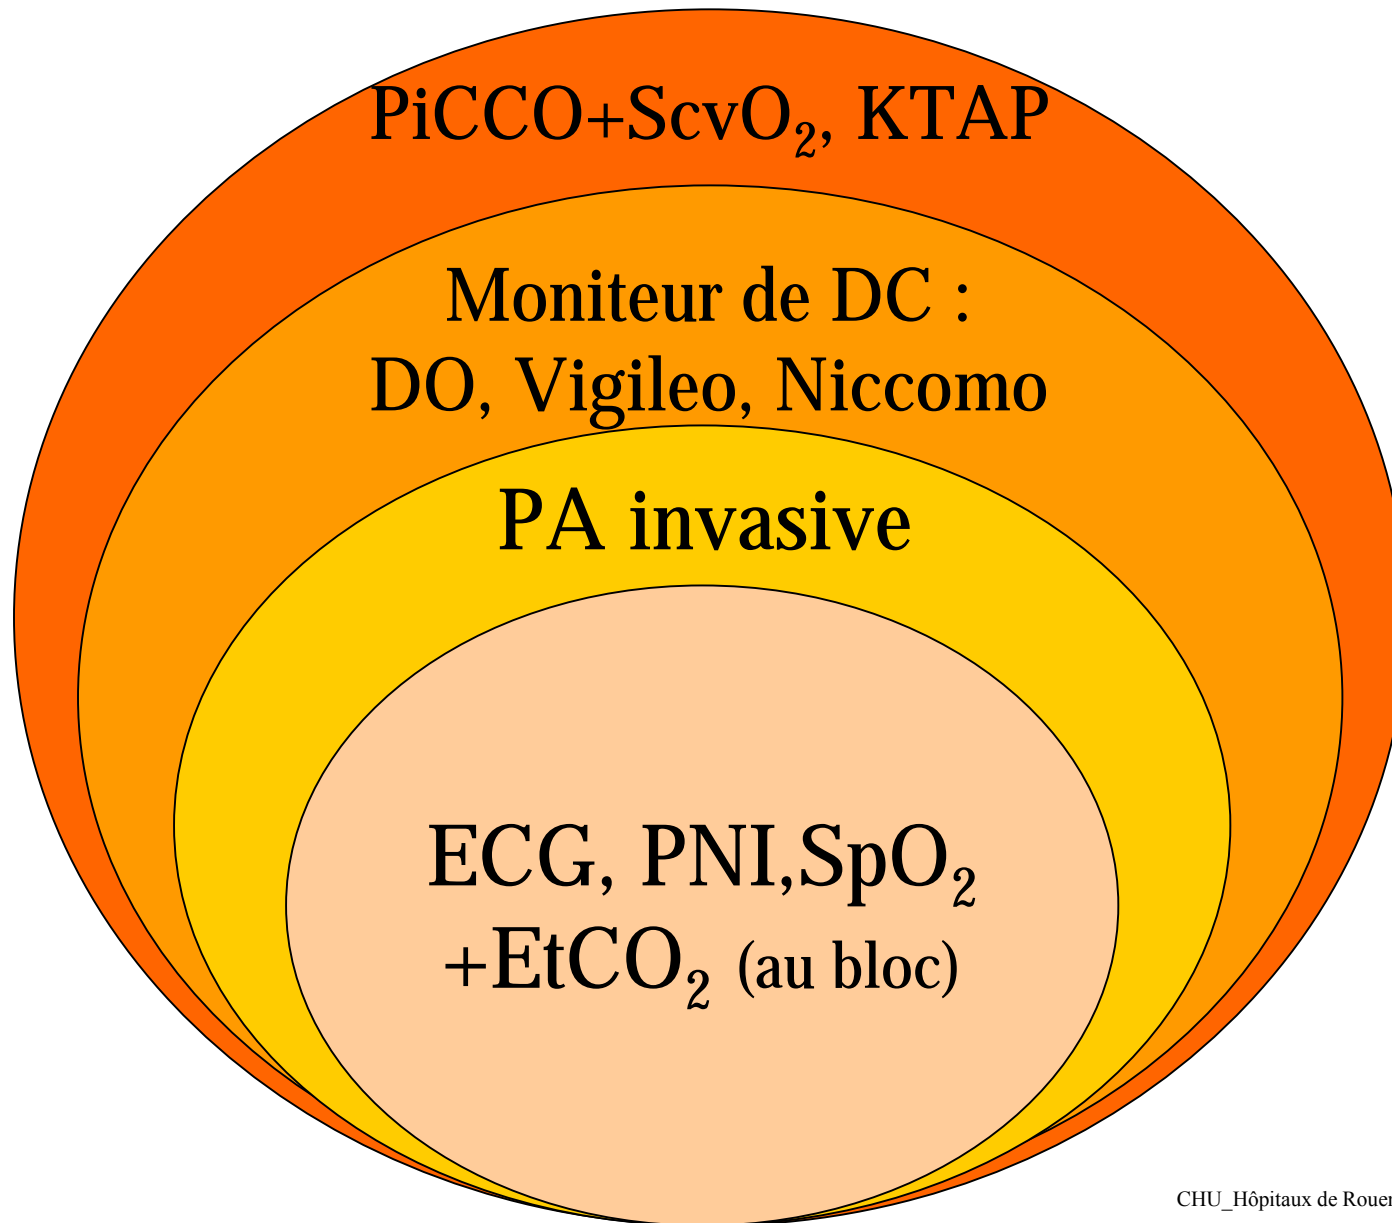 PiCCO+ScvO₂, KTAP
Moniteur de DC :
DO, Vigileo, Niccomo
PA invasive
ECG, PNI,SpO₂
+EtCO₂ (au bloc)
CHU_Hôpitaux de Rouen